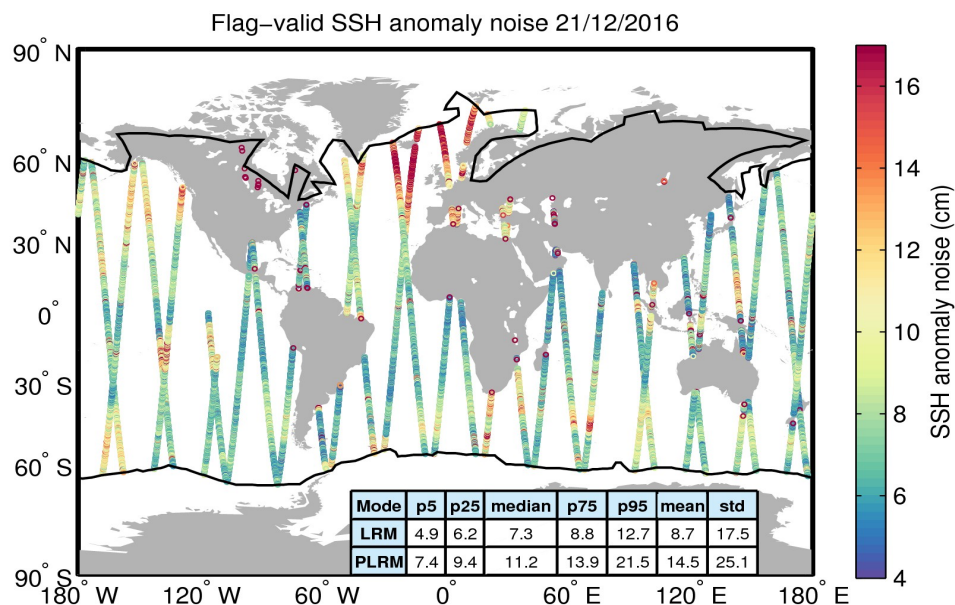 Flag−valid SSH anomaly noise 21/12/2016
90° N
60° N
30° N
0°
30° S
60° S
90° S
180° W
120° W
60° W
0°
60° E
120° E
180° E
16
14
12
10
8
6
4
SSH anomaly noise (cm)
Mode p5 p25 median p75 p95 mean std
LRM 4.9 6.2 7.3 8.8 12.7 8.7 17.5
PLRM 7.4 9.4 11.2 13.9 21.5 14.5 25.1